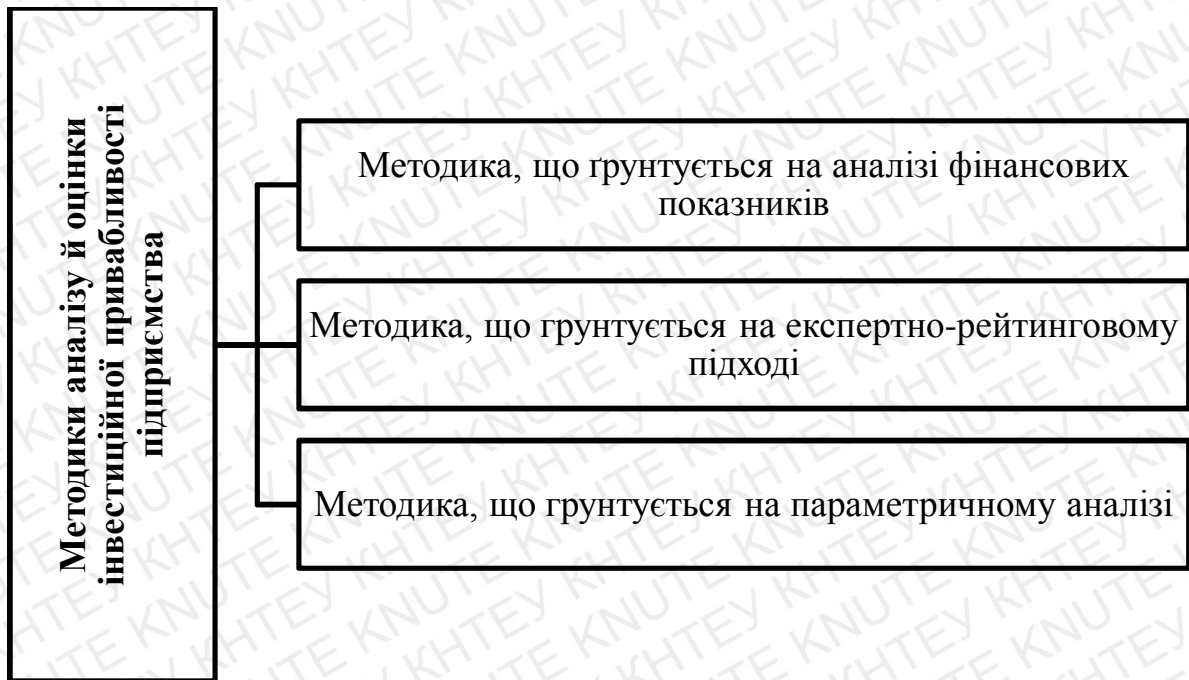 Методики аналізу й оцінки
інвестиційної привабливості
підприємства
Методика, що ґрунтується на аналізі фінансових
показників
Методика, що грунтується на експертно-рейтинговому
підході
Методика, що грунтується на параметричному аналізі